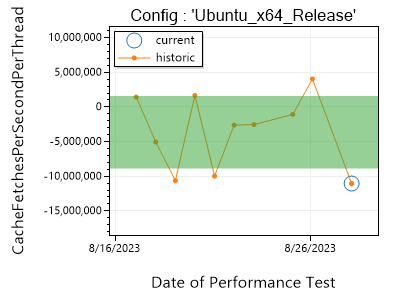 Config : 'Ubuntu_x64_Release'
CacheFetchesPerSecondPerThread
10,000,000
5,000,000
0
-5,000,000
-10,000,000
-15,000,000
current
historic
8/16/2023
8/26/2023
Date of Performance Test